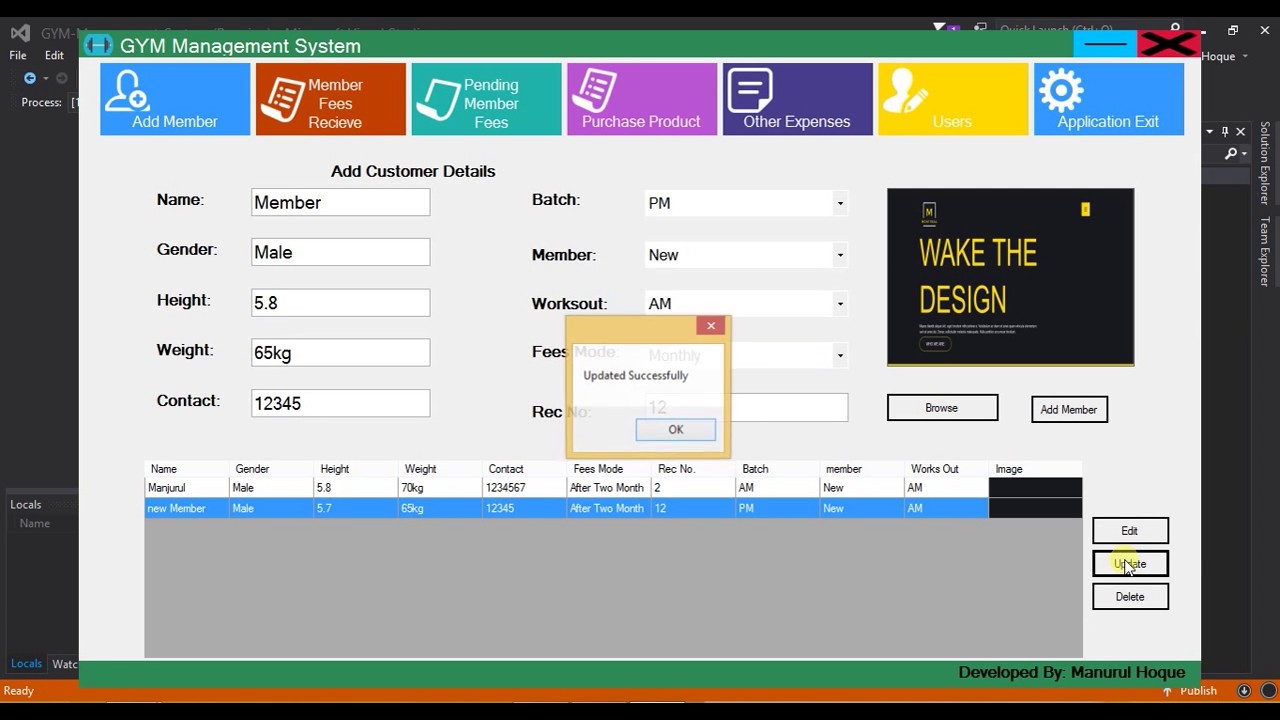 GYM-
Quick Launch (Ctrl+Q)
GYM Management System
File
Edit
Hoque
Process:
Add Member
Member
Fees
Recieve
Pending
Member
Fees
Purchase Product
Other Expenses
Users
Application Exit
Solution Explorer
Team Explorer
Add Customer Details
Name:
Member
Batch:
PM
Gender:
Male
Member:
New
Height:
5.8
Worksout:
AM
Weight:
65kg
Fees Mode:
Monthly
Contact:
12345
Rec No:
12
M
WAKE THE
DESIGN
Browse
Add Member
Updated Successfully
OK
Name Gender Height Weight Contact Fees Mode Rec No. Batch member Works Out Image
Manjurul Male 5.8 70kg 1234567 After Two Month 2 AM New AM
new Member Male 5.7 65kg 12345 After Two Month 12 PM New AM
Edit
Update
Delete
Locals
Name
Locals
Watc
Developed By: Manurul Hoque
Ready
Publish